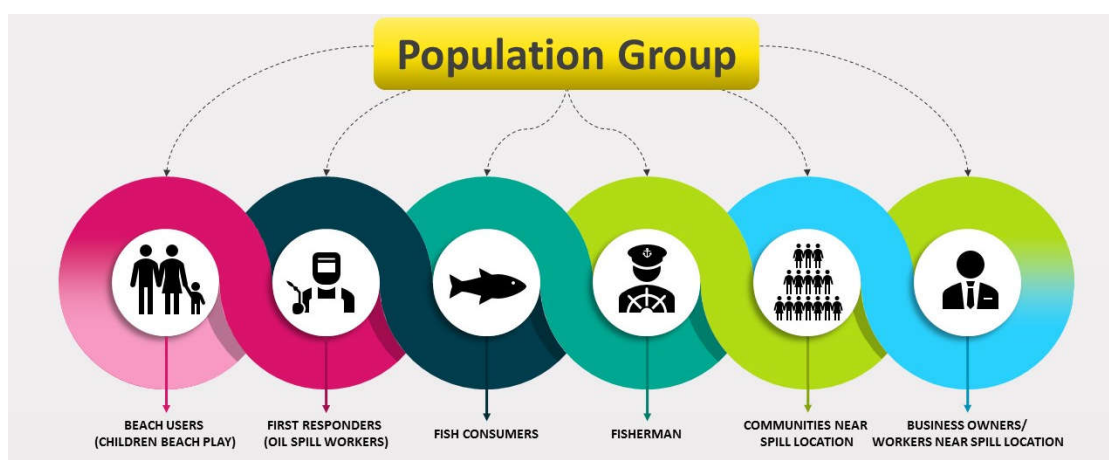 Population Group
BEACH USERS
(CHILDREN BEACH PLAY)
FIRST RESPONDERS
(OIL SPILL WORKERS)
FISH CONSUMERS
FISHERMAN
COMMUNITIES NEAR
SPILL LOCATION
BUSINESS OWNERS/
WORKERS NEAR SPILL LOCATION